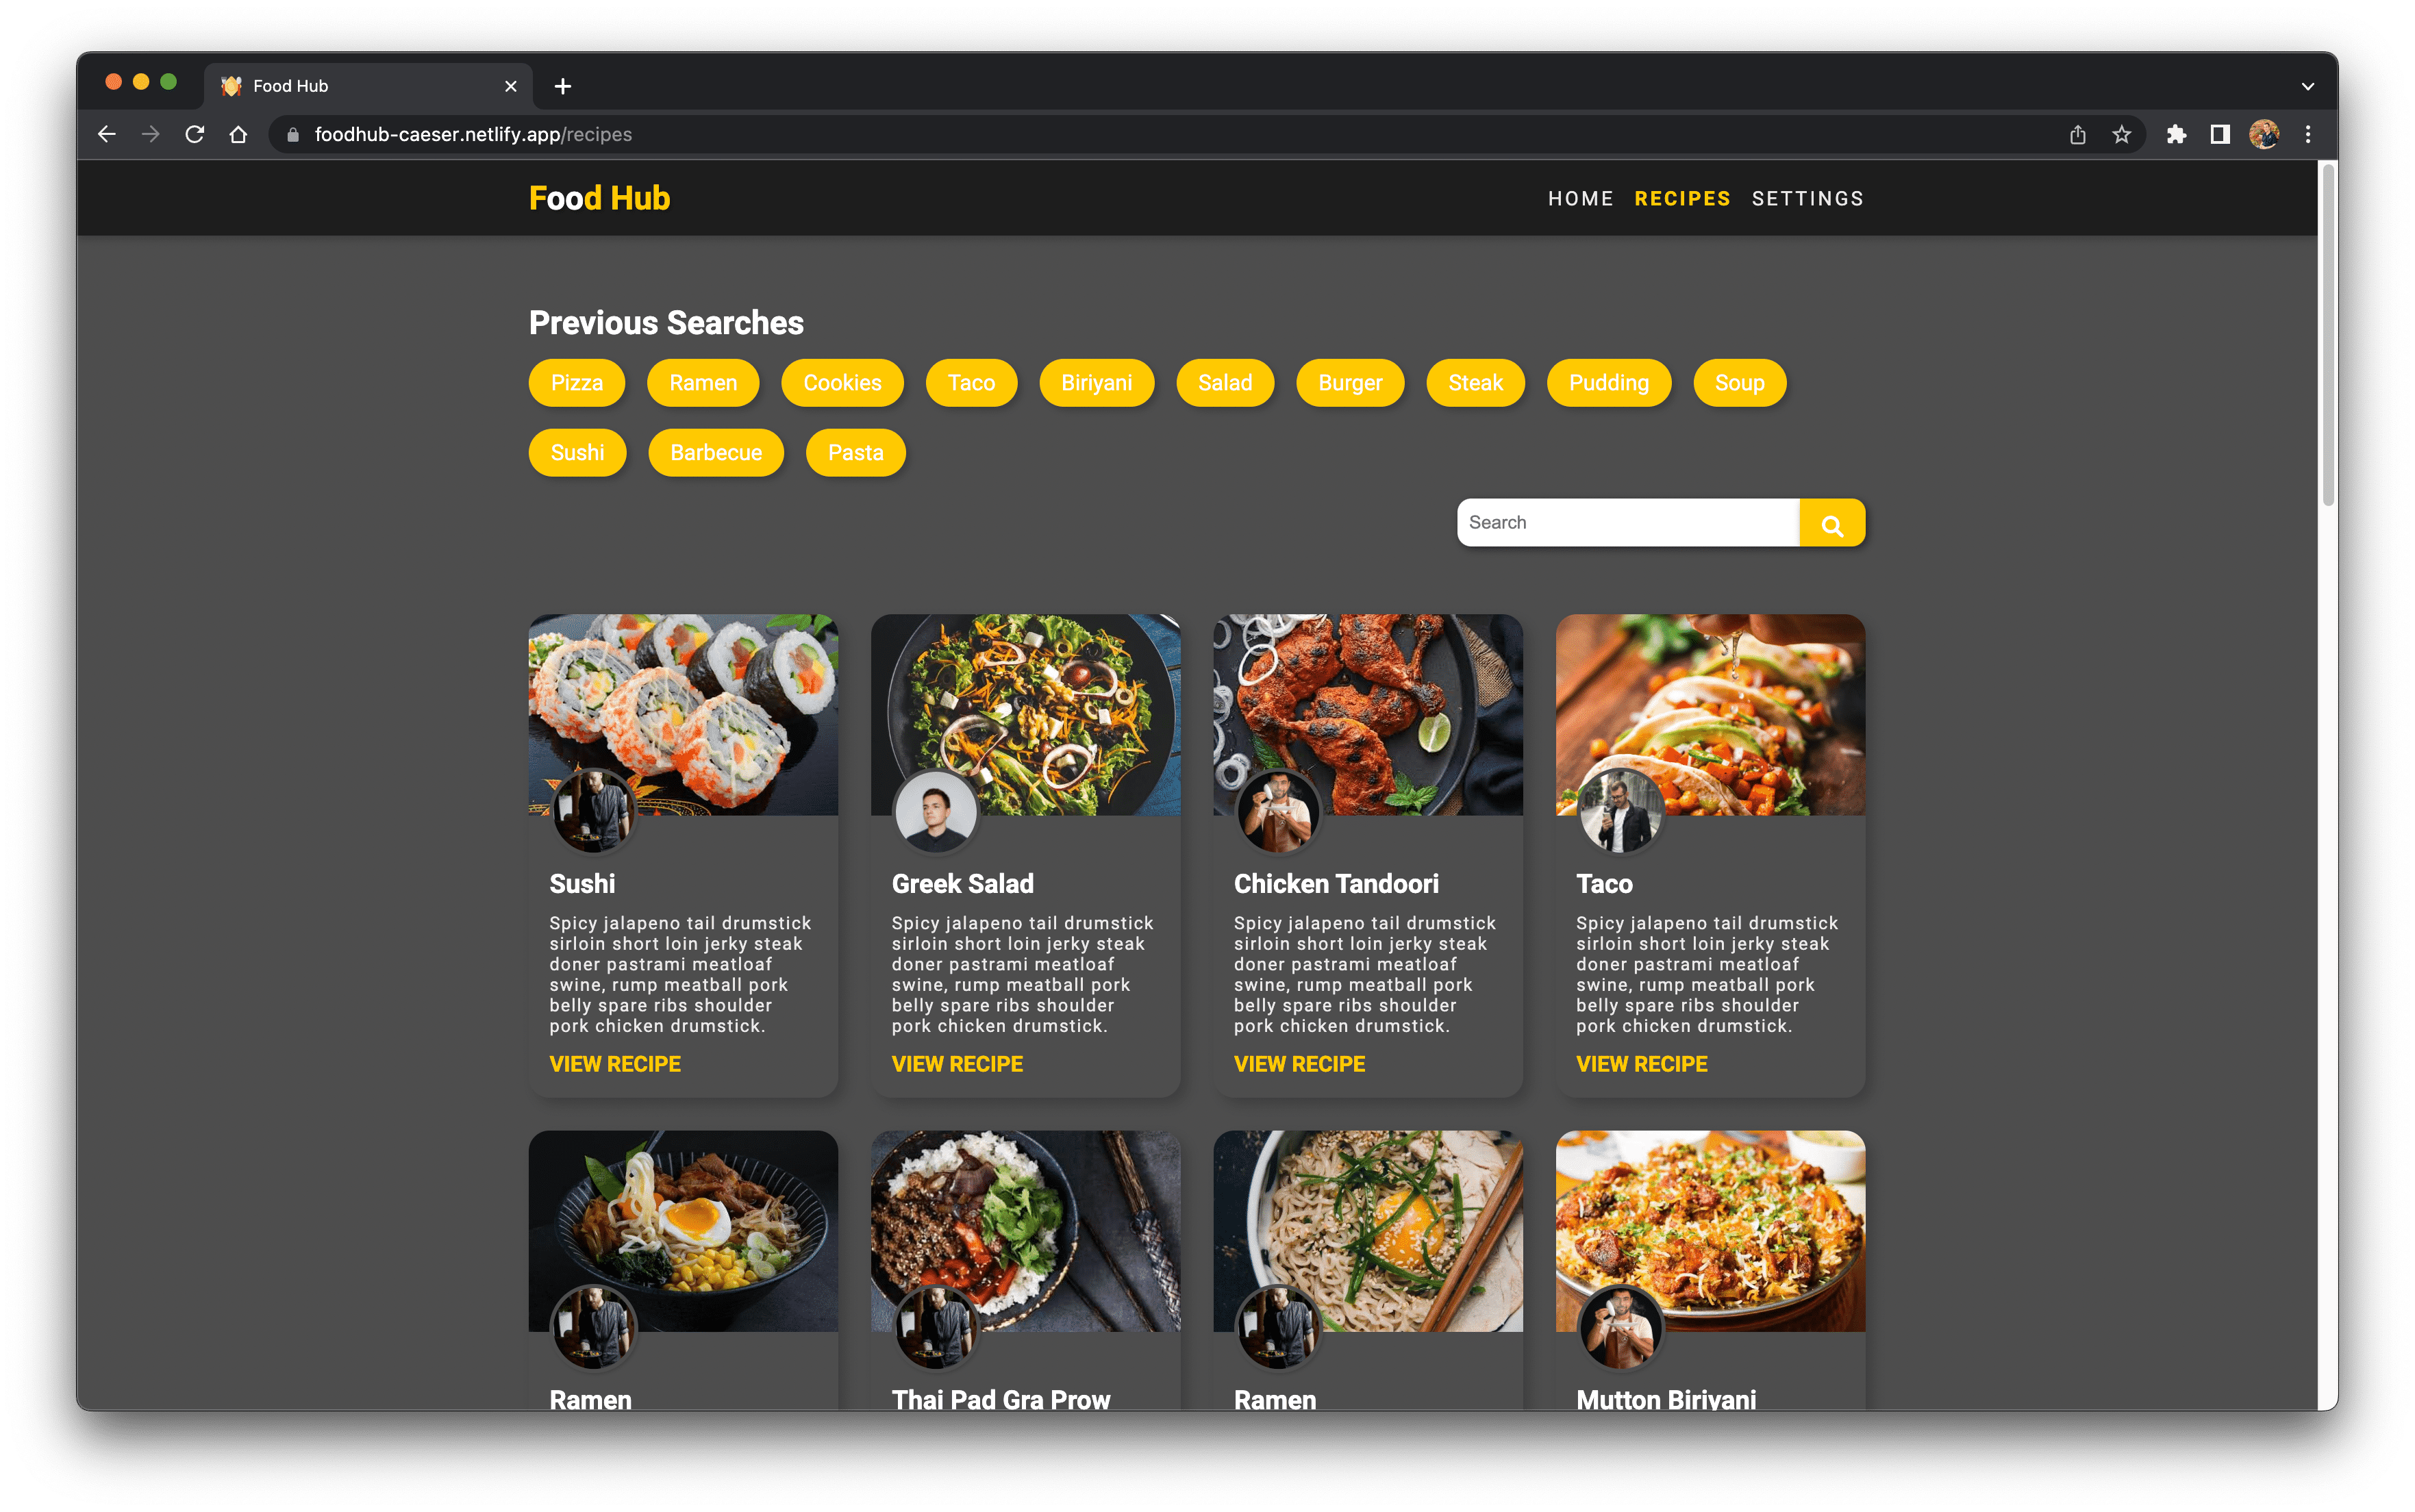 Food Hub
foodhub-caeser.netlify.app/recipes
Food Hub
HOME RECIPES SETTINGS
Previous Searches
Pizza Ramen Cookies Taco Biriyani Salad Burger Steak Pudding Soup
Sushi Barbecue Pasta
Search
Sushi
Spicy jalapeno tail drumstick
sirloin short loin jerky steak
doner pastrami meatloaf
swine, rump meatball pork
belly spare ribs shoulder
pork chicken drumstick.
VIEW RECIPE
Greek Salad
Spicy jalapeno tail drumstick
sirloin short loin jerky steak
doner pastrami meatloaf
swine, rump meatball pork
belly spare ribs shoulder
pork chicken drumstick.
VIEW RECIPE
Chicken Tandoori
Spicy jalapeno tail drumstick
sirloin short loin jerky steak
doner pastrami meatloaf
swine, rump meatball pork
belly spare ribs shoulder
pork chicken drumstick.
VIEW RECIPE
Taco
Spicy jalapeno tail drumstick
sirloin short loin jerky steak
doner pastrami meatloaf
swine, rump meatball pork
belly spare ribs shoulder
pork chicken drumstick.
VIEW RECIPE
Ramen
Thai Pad Gra Prow
Ramen
Mutton Biriyani